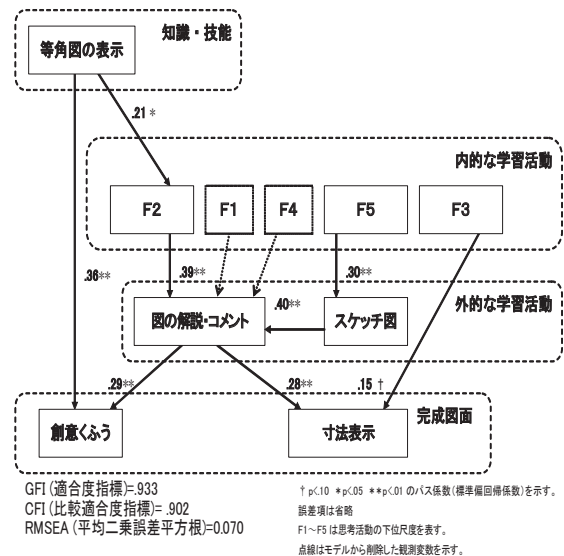 知識・技能
等角図の表示
.21 *
内的な学習活動
F2
F1
F4
F5
F3
.36**
.39**
.30**
外的な学習活動
図の解説・コメント
.40**
スケッチ図
.29**
.28**
.15 †
完成図面
創意くふう
寸法表示
GFI (適合度指標)=.933
CFI (比較適合度指標)= .902
RMSEA (平均二乗誤差平方根)=0.070
† p<.10 *p<.05 **p<.01 のパス係数(標準偏回帰係数)を示す。
誤差項は省略
F1~F5 は思考活動の下位尺度を表す。
点線はモデルから削除した観測変数を示す。